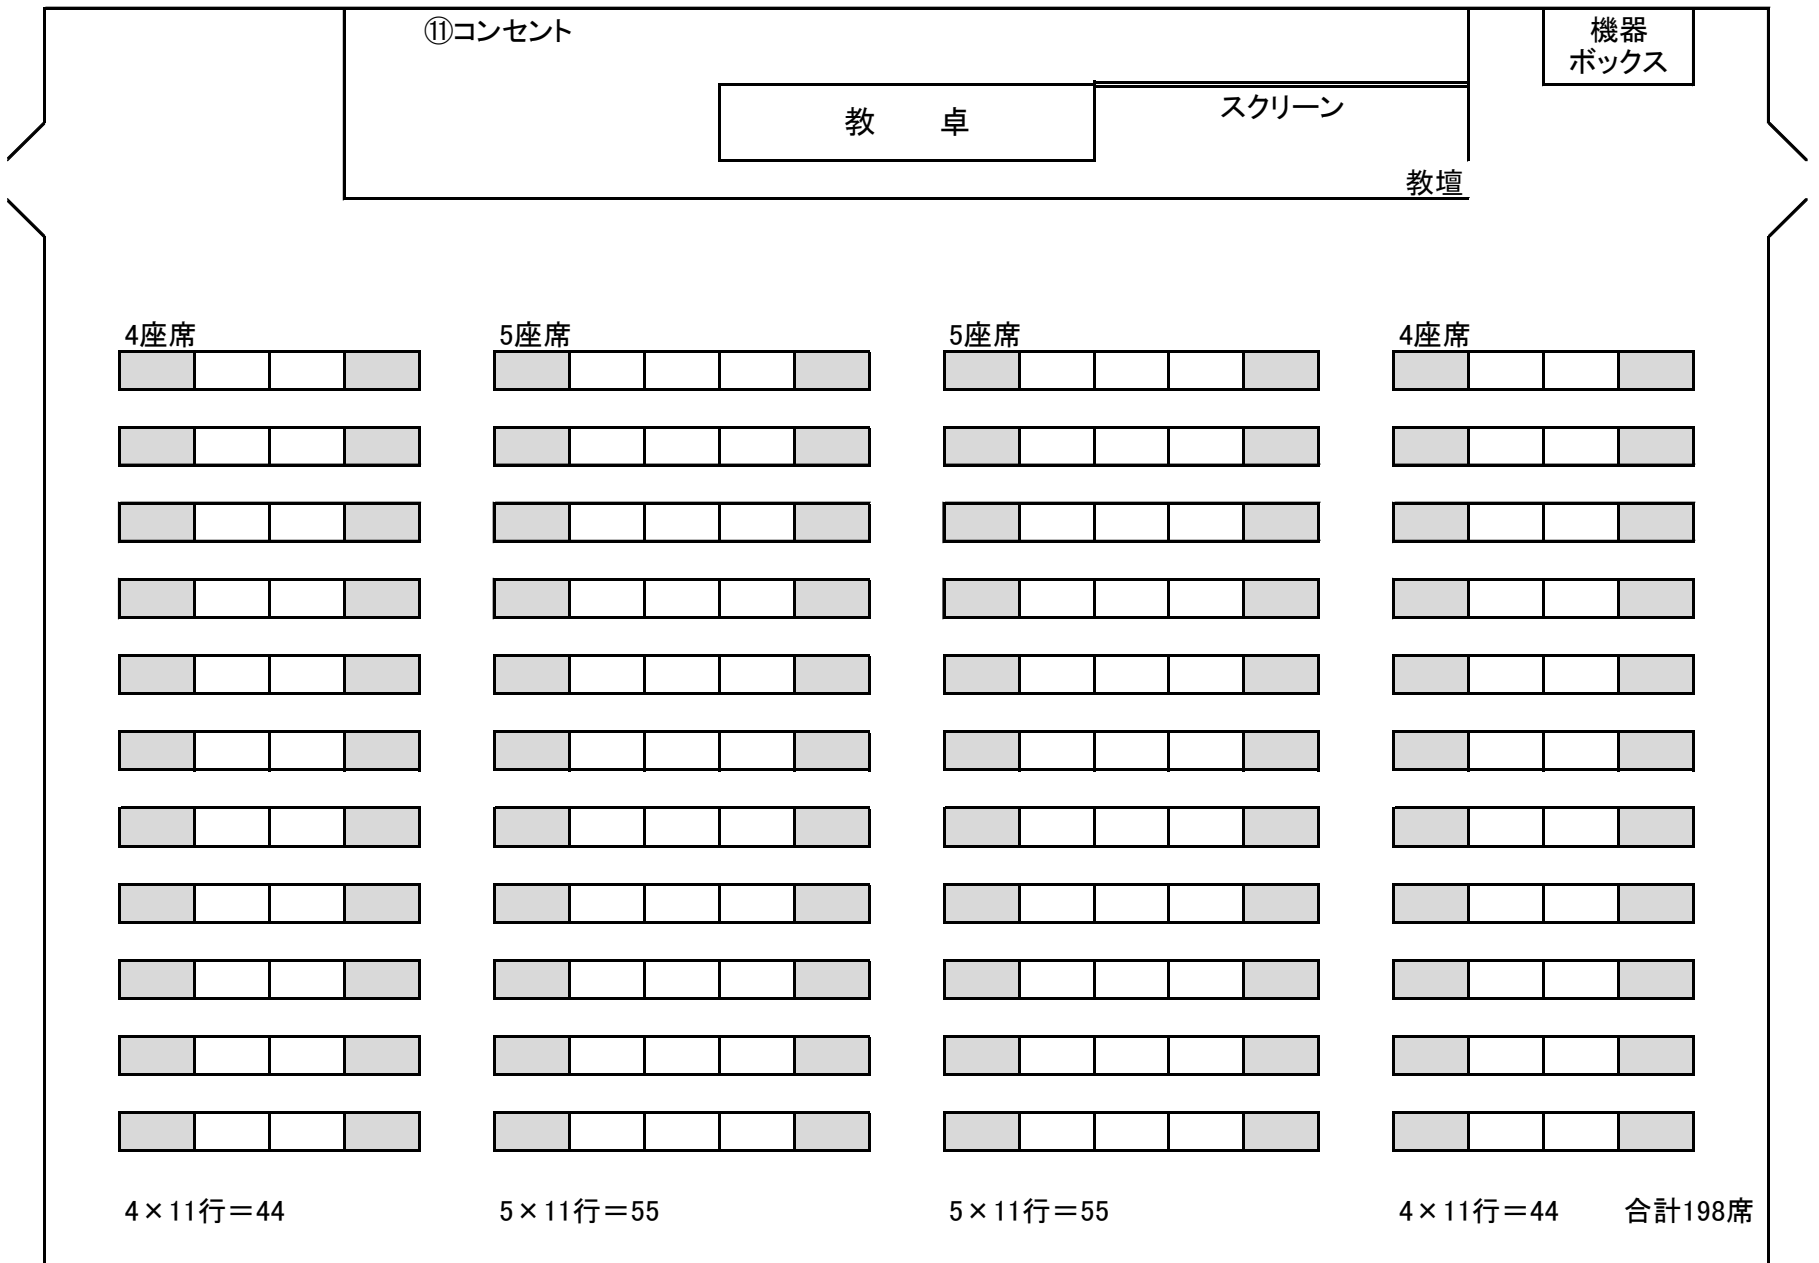 ⑪コンセント
機器
ボックス
教　　卓
スクリーン
教壇
4座席
5座席
5座席
4座席
4×11行＝44
5×11行＝55
5×11行＝55
4×11行＝44
合計198席